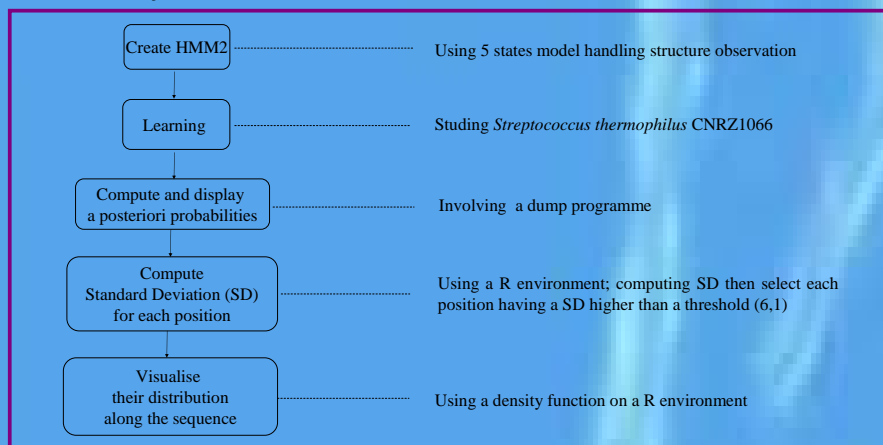 Create HMM2
Using 5 states model handling structure observation
Learning
Studing Streptococcus thermophilus CNRZ1066
Compute and display
a posteriori probabilities
Involving a dump programme
Compute
Standard Deviation (SD)
for each position
Using a R environment; computing SD then select each
position having a SD higher than a threshold (6,1)
Visualise
their distribution
along the sequence
Using a density function on a R environment